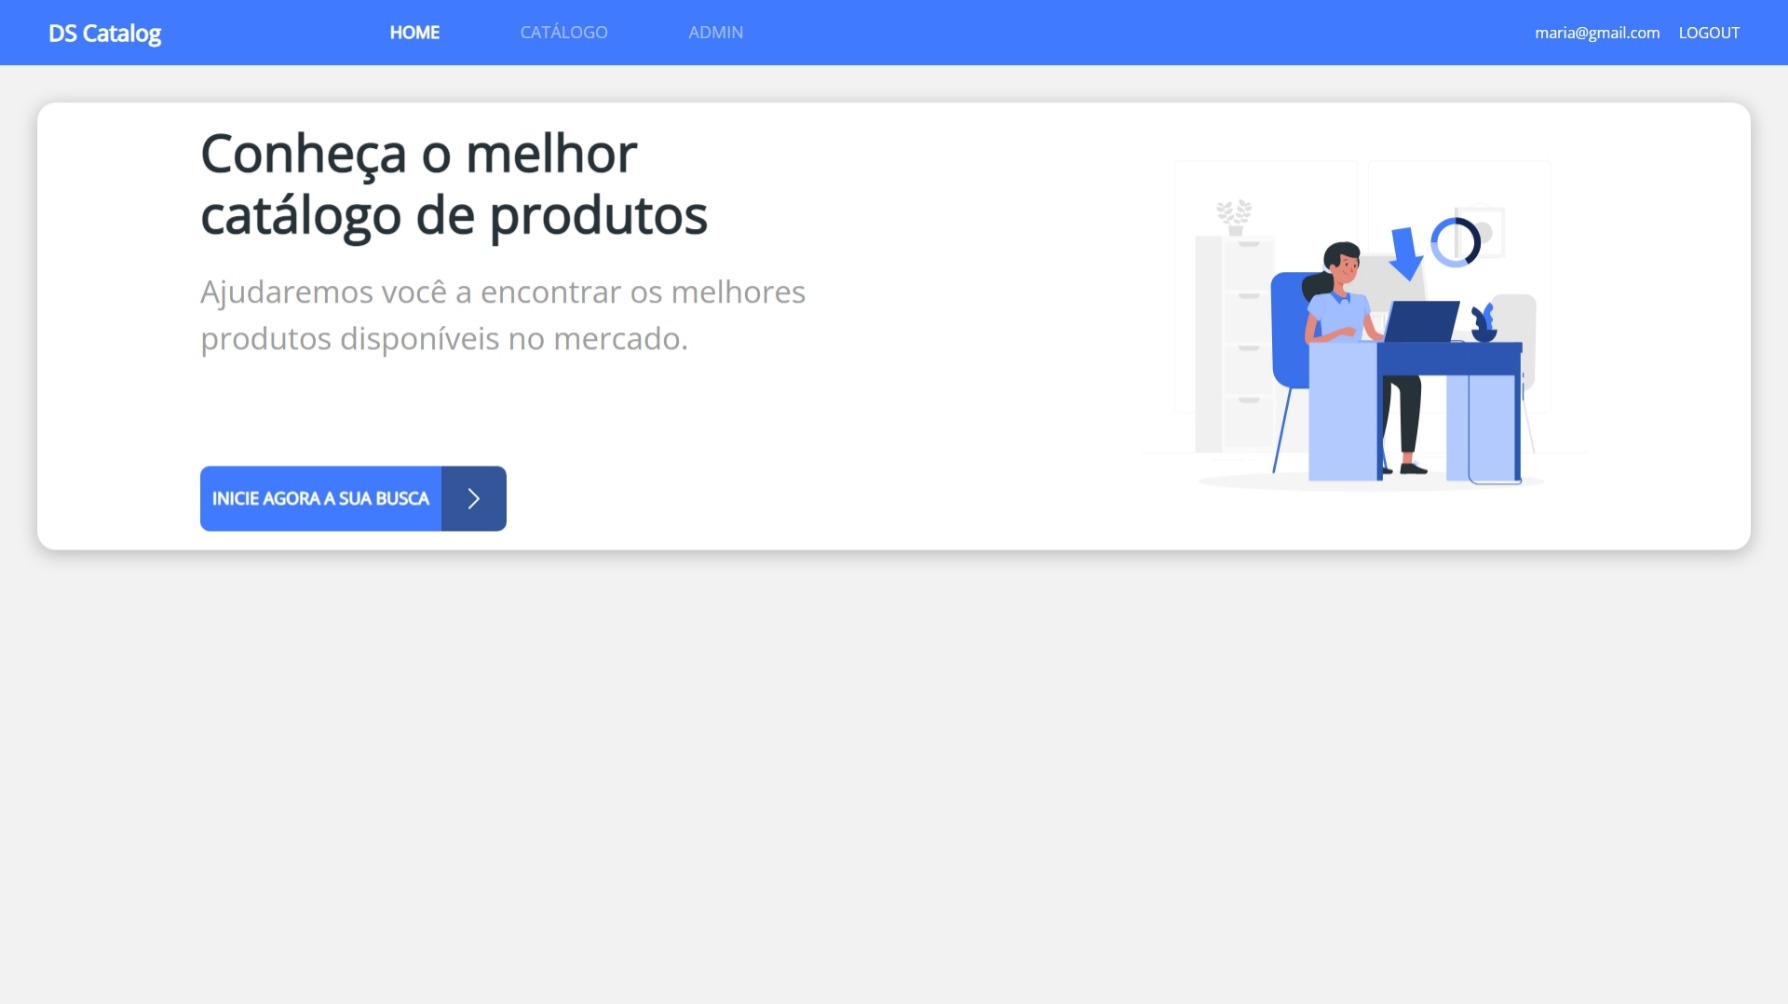 DS Catalog
HOME
CATÁLOGO
ADMIN
maria@gmail.com
LOGOUT
Conheça o melhor
catálogo de produtos
Ajudaremos você a encontrar os melhores
produtos disponíveis no mercado.
INICIE AGORA A SUA BUSCA